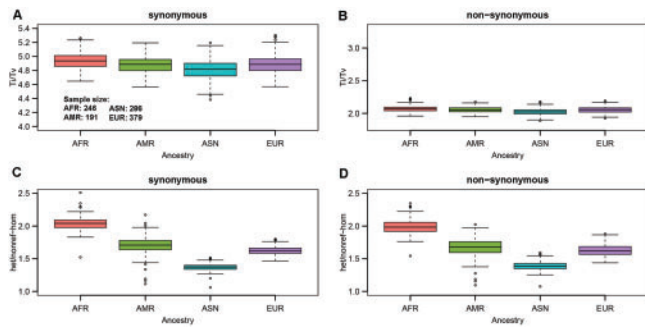 A
synonymous
Ti/Tv
5.4
5.2
5.0
4.8
4.6
4.4
4.2
4.0
Sample size:
AFR: 246 ASN: 286
AMR: 191 EUR: 379
AFR AMR ASN EUR
Ancestry
B
non-synonymous
Ti/Tv
3.0
2.5
2.0
AFR AMR ASN EUR
Ancestry
C
synonymous
het/nonref-hom
2.5
2.0
1.5
1.0
AFR AMR ASN EUR
Ancestry
D
non-synonymous
het/nonref-hom
2.5
2.0
1.5
1.0
AFR AMR ASN EUR
Ancestry